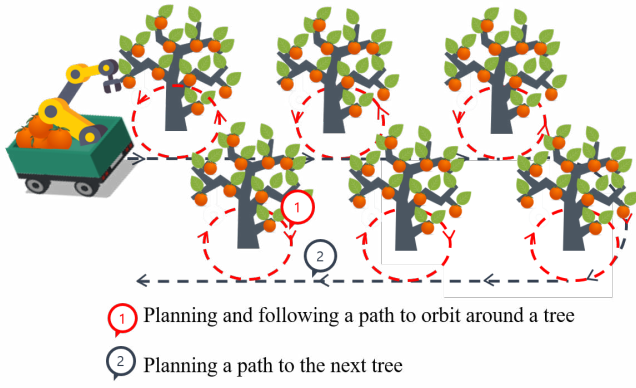 1
2
1 Planning and following a path to orbit around a tree
2 Planning a path to the next tree